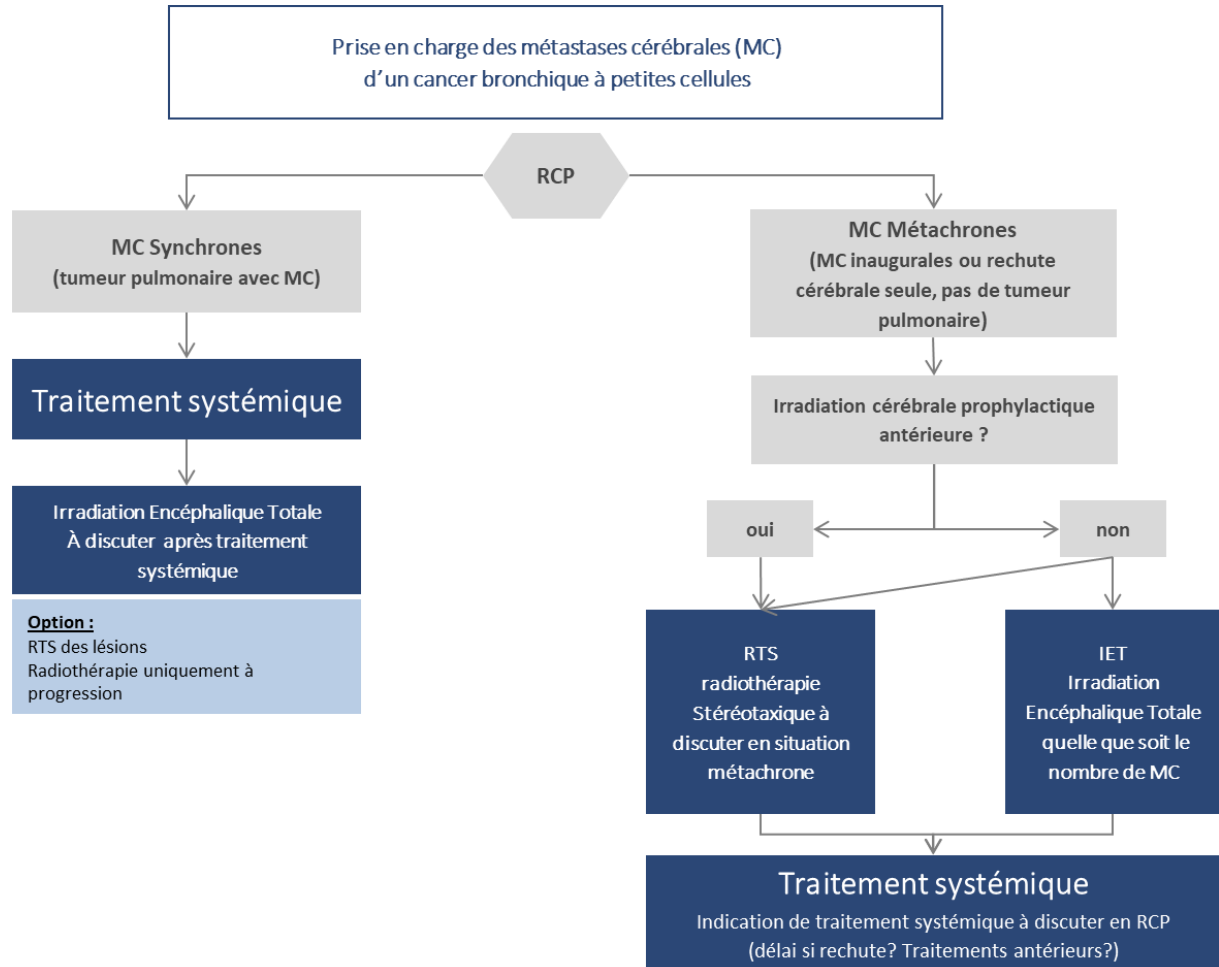 Prise en charge des métastases cérébrales (MC)
d’un cancer bronchique à petites cellules
RCP
MC Synchrones
(tumeur pulmonaire avec MC)
Traitement systémique
Irradiation Encéphalique Totale
À discuter après traitement
systémique
Option :
RTS des lésions
Radiothérapie uniquement à
progression
MC Métachrones
(MC inaugurales ou rechute
cérébrale seule, pas de tumeur
pulmonaire)
Irradiation cérébrale prophylactique
antérieure ?
oui
non
RTS
radiothérapie
Stéréotaxique à
discuter en situation
métachrone
IET
Irradiation
Encéphalique Totale
quelle que soit le
nombre de MC
Traitement systémique
Indication de traitement systémique à discuter en RCP
(délai si rechute? Traitements antérieurs?)